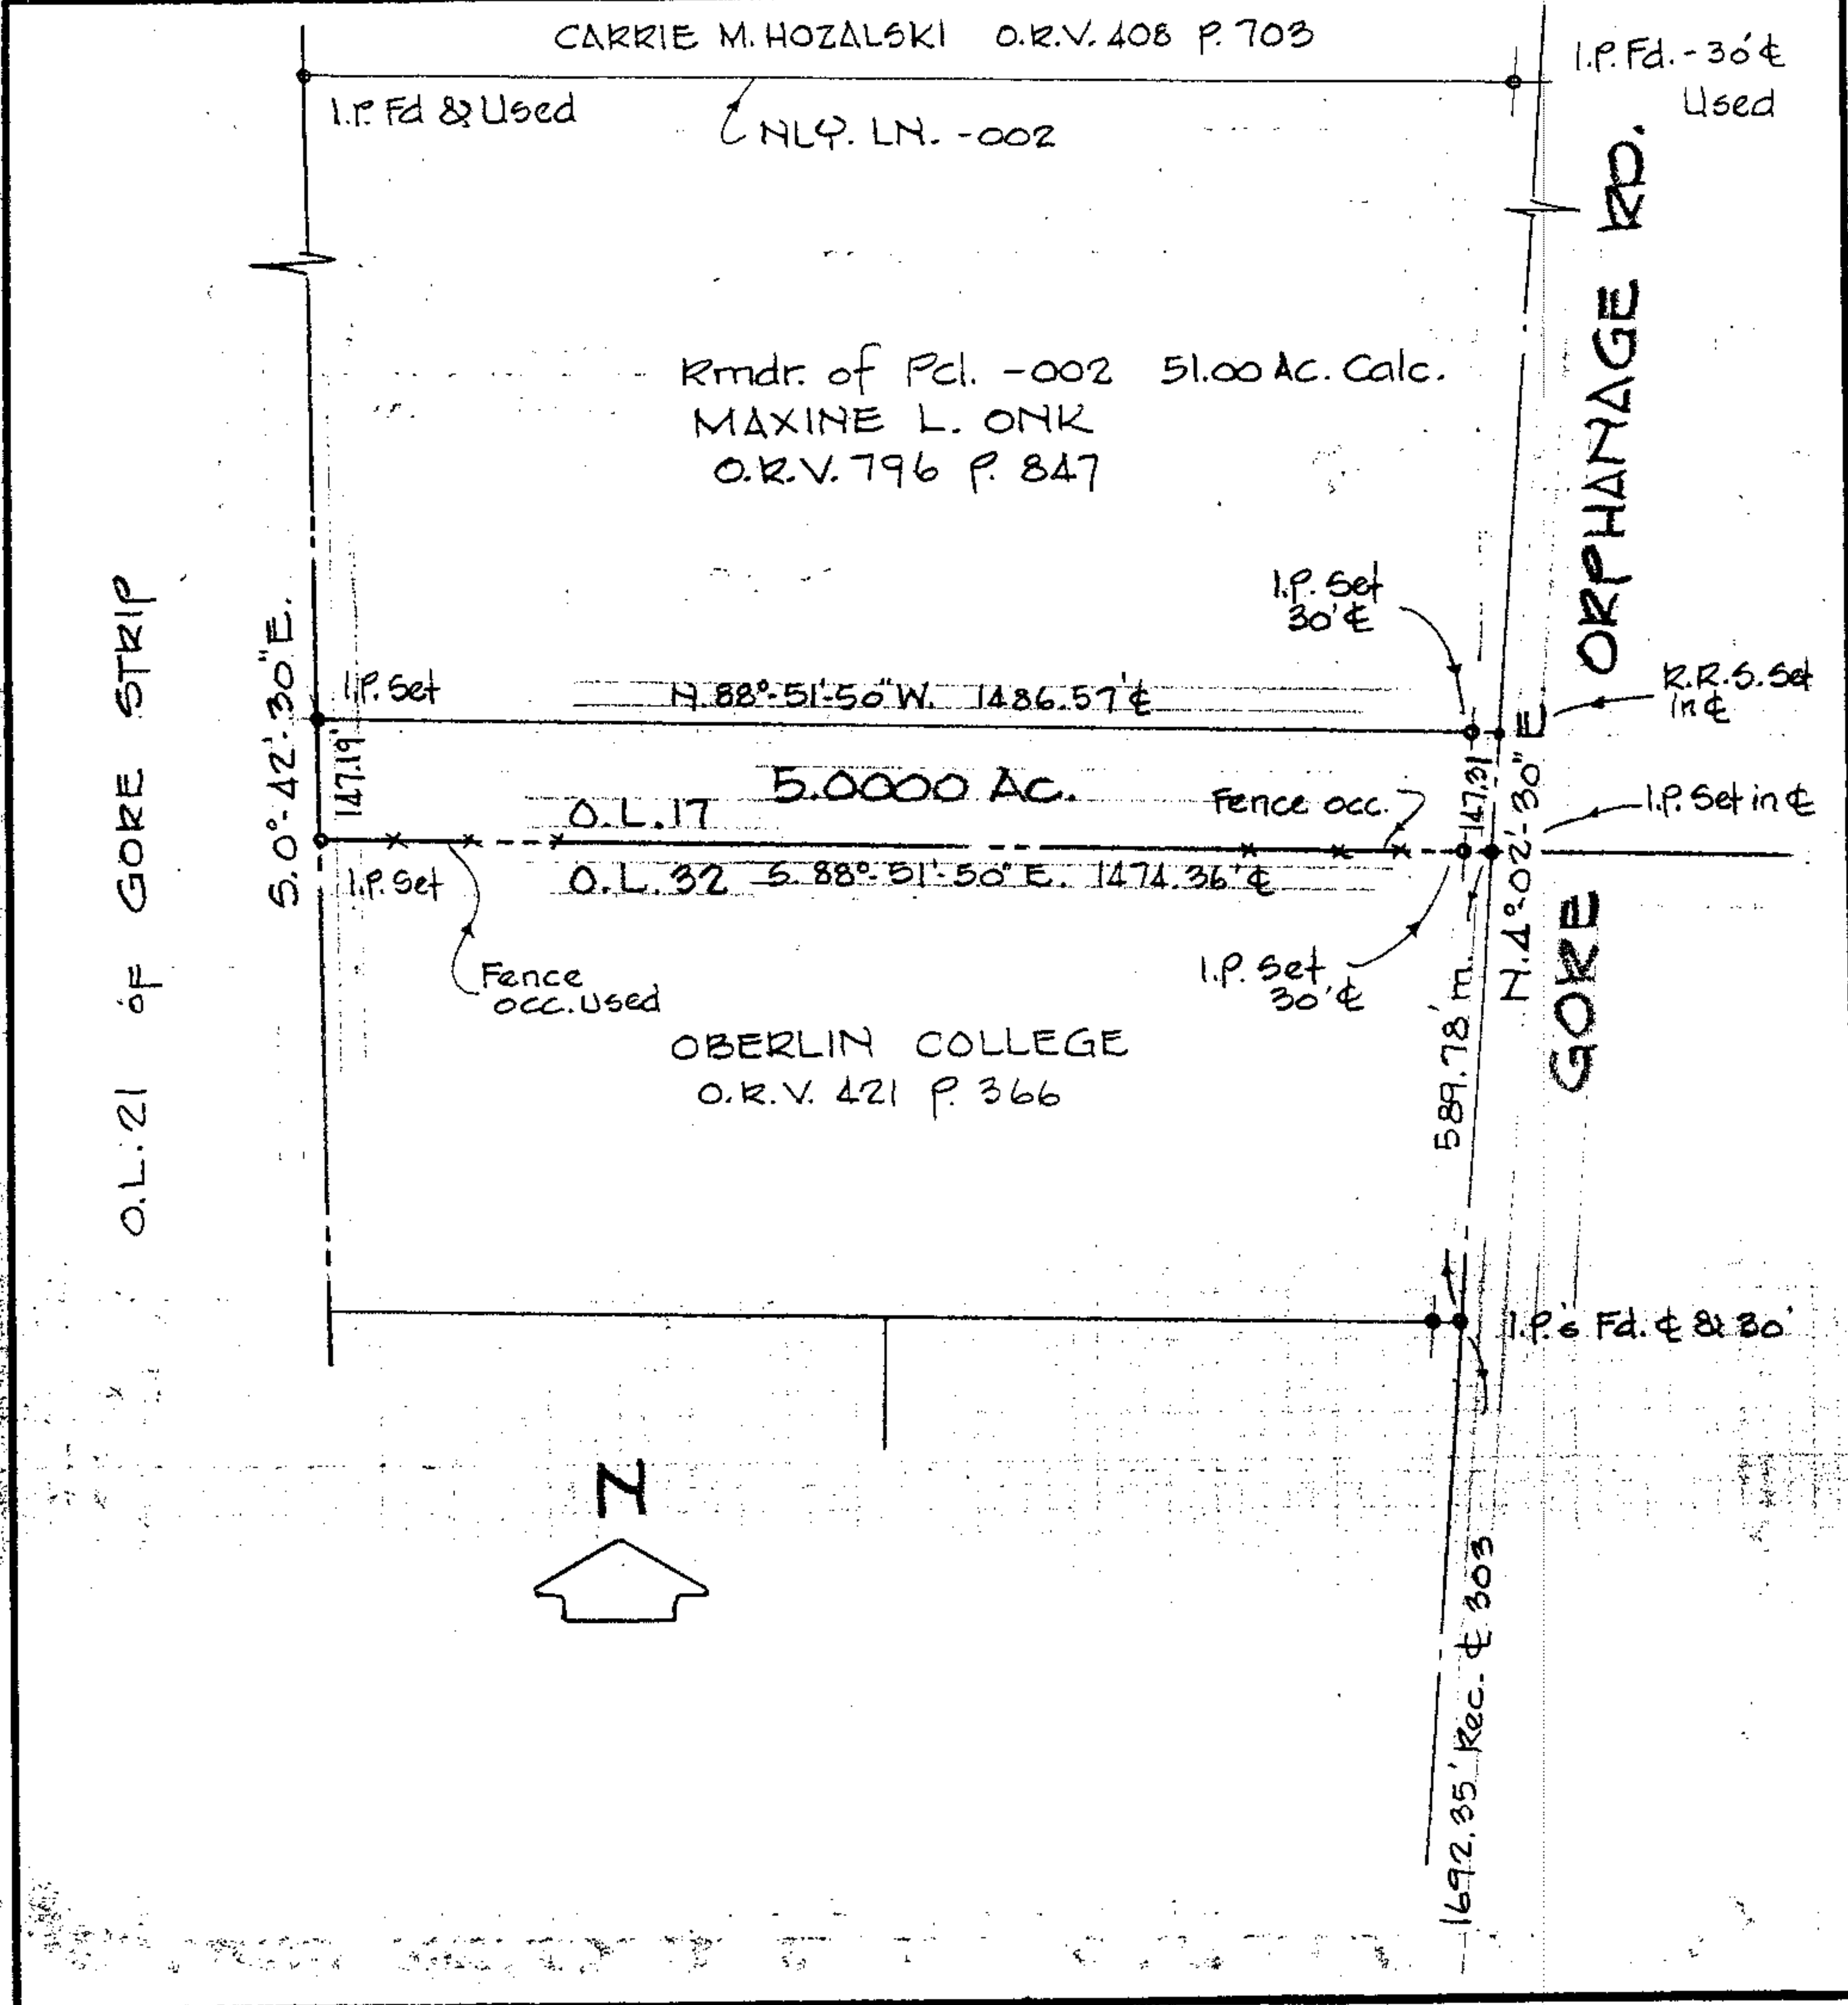 CARRIE M. HOZALSKI O.R.V. 408 P. 703
I.P. Fd. - 30' ℄
Used
I.P. Fd & Used
NLY. LN. -002
ORPHANAGE RD.
Rmdr. of Pcl. -002 51.00 Ac. Calc.
MAXINE L. ONK
O.R.V. 796 P. 847
I.P. Set
30' ℄
O.L. 21 of GORE STRIP
S. 0°-42'-30" E.
I.P. Set
N. 88°-51'-50" W. 1486.57' ℄
R.R.S. Set
in ℄
147.19'
5.0000 Ac.
147.31'
N. 4°-02'-30" E
I.P. Set in ℄
O.L. 17
Fence occ.
I.P. Set
O.L. 32 S. 88°-51'-50" E. 1474.36' ℄
GORE
Fence
occ. used
I.P. Set
30' ℄
589.78' m.
OBERLIN COLLEGE
O.R.V. 421 P. 366
I.P.s Fd. ℄ & 30'
N
1692.35' Rec. ℄ 303